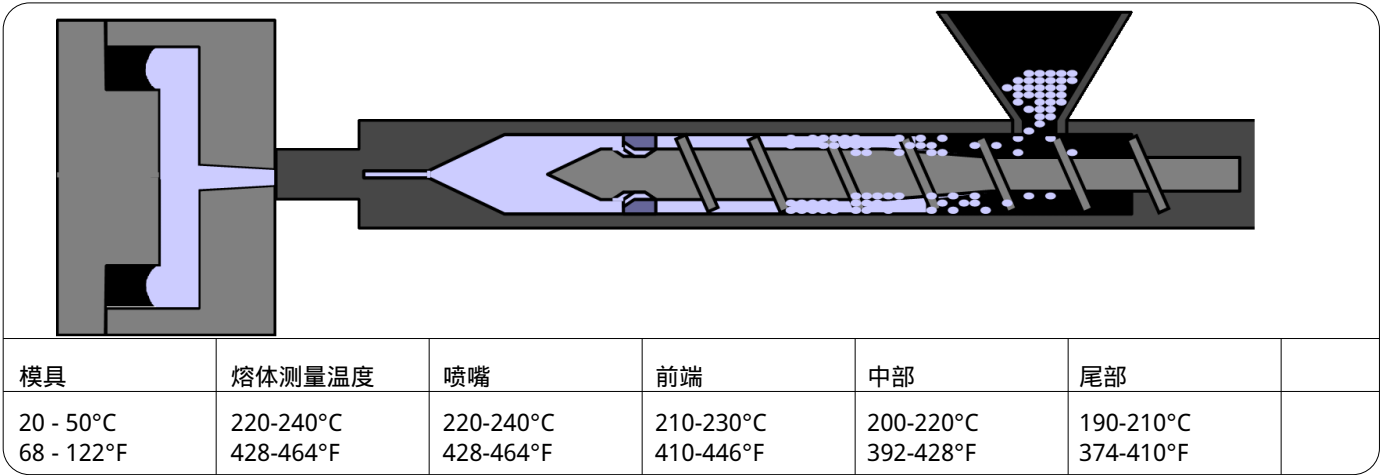 模具 熔体测量温度 喷嘴 前端 中部 尾部
20 - 50°C 220-240°C 220-240°C 210-230°C 200-220°C 190-210°C
68 - 122°F 428-464°F 428-464°F 410-446°F 392-428°F 374-410°F